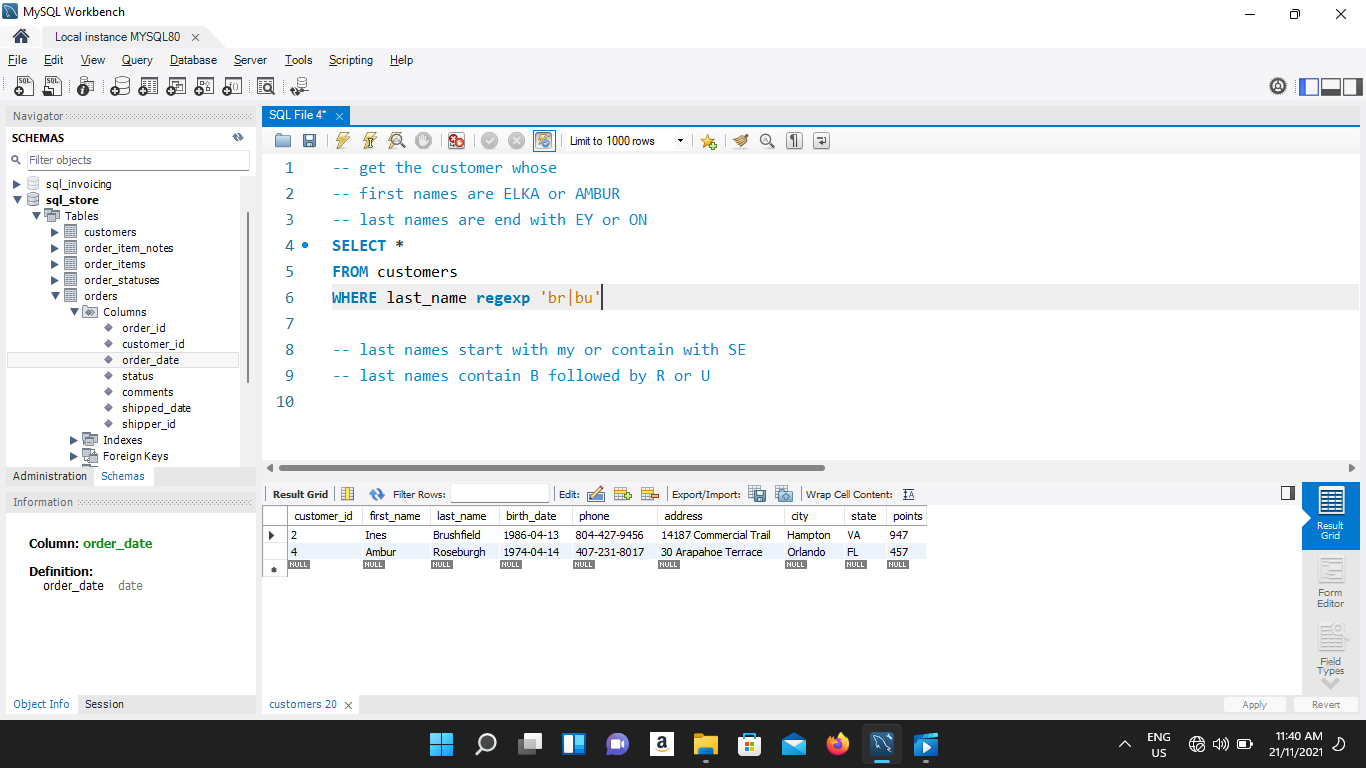 MySQL Workbench
Local instance MYSQL80
File Edit View Query Database Server Tools Scripting Help
Navigator
SCHEMAS
Filter objects
sql_invoicing
sql_store
Tables
customers
order_item_notes
order_items
order_statuses
orders
Columns
order_id
customer_id
order_date
status
comments
shipped_date
shipper_id
Indexes
Foreign Keys
Administration Schemas
Information
Column: order_date
Definition:
order_date date
Object Info Session
SQL File 4*
Limit to 1000 rows
1 -- get the customer whose
2 -- first names are ELKA or AMBUR
3 -- last names are end with EY or ON
4 SELECT *
5 FROM customers
6 WHERE last_name regexp 'br|bu'
7
8 -- last names start with my or contain with SE
9 -- last names contain B followed by R or U
10
Result Grid Filter Rows: Edit: Export/Import: Wrap Cell Content:
customer_id first_name last_name birth_date phone address city state points
2 Ines Brushfield 1986-04-13 804-427-9456 14187 Commercial Trail Hampton VA 947
4 Ambur Roseburgh 1974-04-14 407-231-8017 30 Arapahoe Terrace Orlando FL 457
NULL NULL NULL NULL NULL NULL NULL NULL NULL
Result
Grid
Form
Editor
Field
Types
customers 20
Apply Revert
ENG
US
11:40 AM
21/11/2021